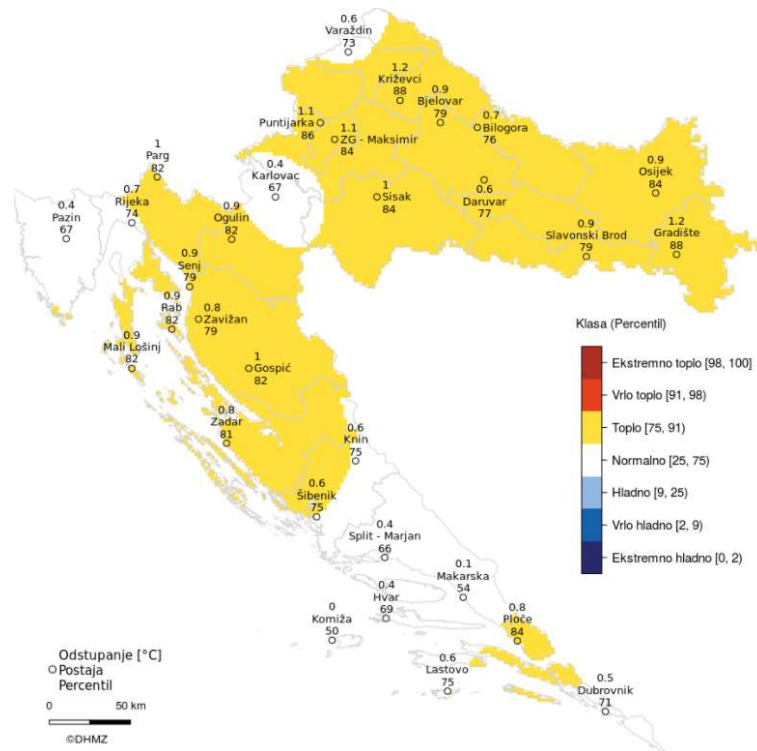 0.6
Varaždin
73
1.2
Križevci
88
0.9
Bjelovar
79
0.7
Bilogora
76
1.1
Puntijarka
86
1.1
ZG - Maksimir
84
0.4
Karlovac
67
1
Sisak
84
0.6
Daruvar
77
0.9
Osijek
84
0.9
Slavonski Brod
79
1.2
Gradište
88
1
Parg
82
0.7
Rijeka
74
0.4
Pazin
67
0.9
Ogulin
82
0.9
Senj
79
0.9
Rab
82
0.8
Zavižan
79
0.9
Mali Lošinj
82
1
Gospić
82
0.8
Zadar
81
0.6
Knin
75
0.6
Šibenik
75
0.4
Split - Marjan
66
0.1
Makarska
54
0.4
Hvar
69
0
Komiža
50
0.8
Ploče
84
0.6
Lastovo
75
0.5
Dubrovnik
71
Klasa (Percentil)
Ekstremno toplo [98, 100]
Vrlo toplo [91, 98)
Toplo [75, 91)
Normalno [25, 75)
Hladno [9, 25)
Vrlo hladno [2, 9)
Ekstremno hladno [0, 2)
Odstupanje [°C]
Postaja
Percentil
0 50 km
©DHMZ